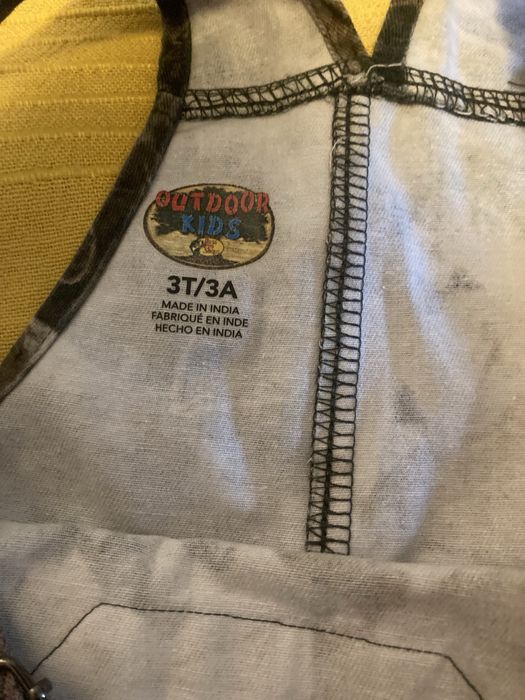 OUTDOOR
KIDS
3T/3A
MADE IN INDIA
FABRIQUÉ EN INDE
HECHO EN INDIA